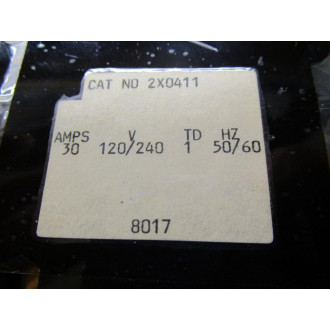 CAT NO 2X0411
AMPS V TD HZ
30 120/240 1 50/60
8017